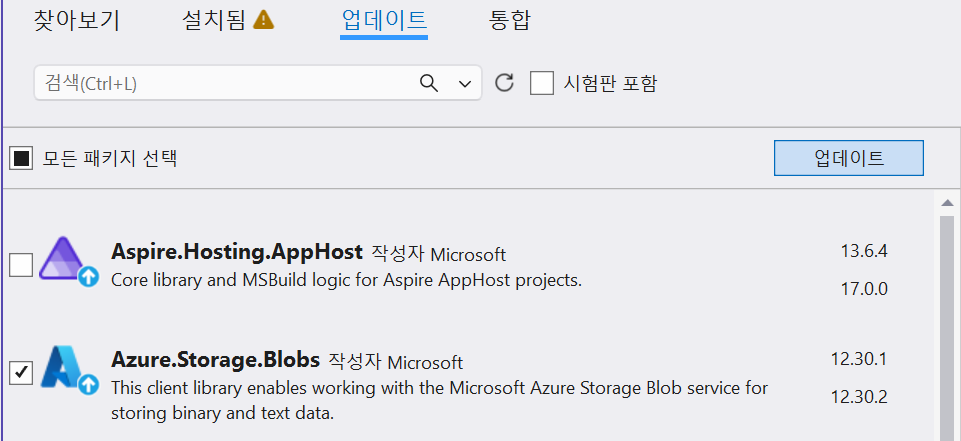 찾아보기 설치됨 업데이트 통합
검색(Ctrl+L) 시험판 포함
모든 패키지 선택 업데이트
Aspire.Hosting.AppHost 작성자 Microsoft 13.6.4
Core library and MSBuild logic for Aspire AppHost projects.
17.0.0
Azure.Storage.Blobs 작성자 Microsoft 12.30.1
This client library enables working with the Microsoft Azure Storage Blob service for
12.30.2
storing binary and text data.